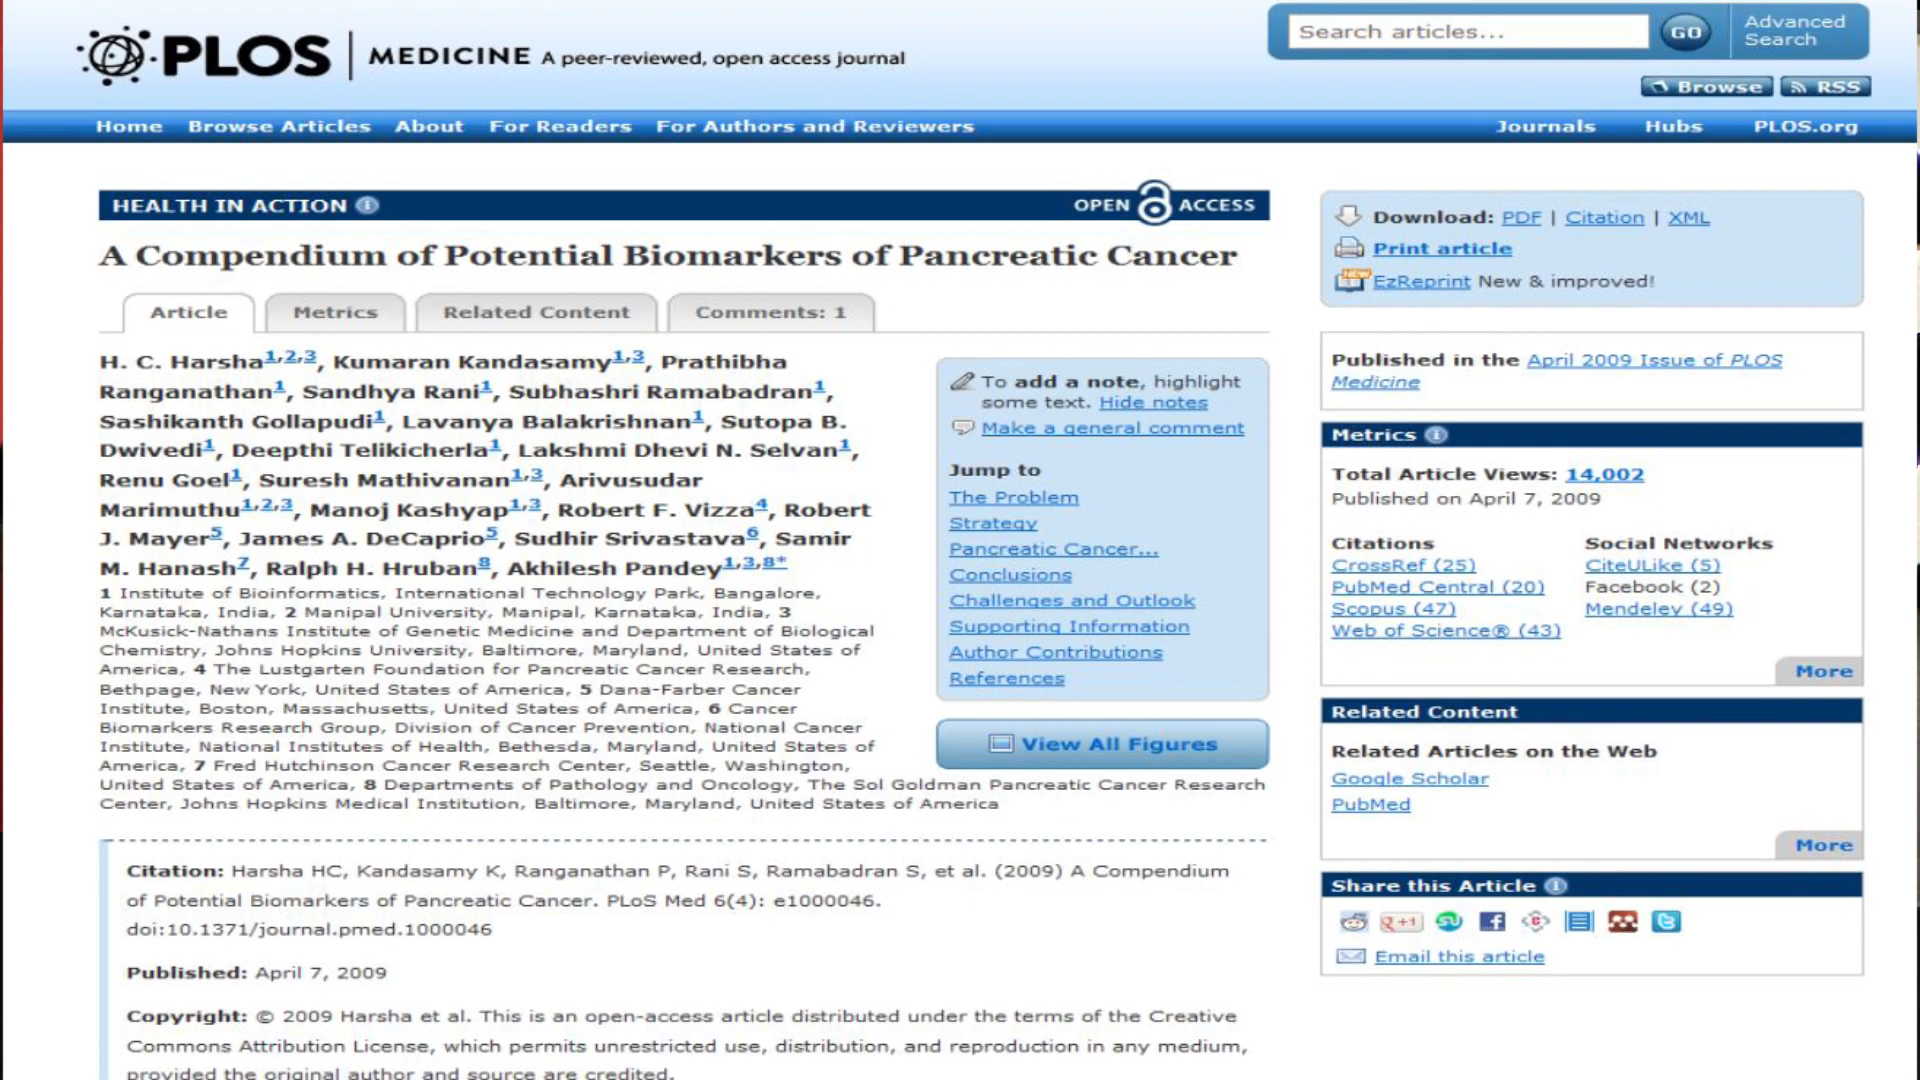 PLOS | MEDICINE A peer-reviewed, open access journal
Search articles...
GO
Advanced
Search
Browse
RSS
Home Browse Articles About For Readers For Authors and Reviewers
Journals Hubs PLOS.org
HEALTH IN ACTION
OPEN ACCESS
A Compendium of Potential Biomarkers of Pancreatic Cancer
Article Metrics Related Content Comments: 1
H. C. Harsha1,2,3, Kumaran Kandasamy1,3, Prathibha
Ranganathan1, Sandhya Rani1, Subhashri Ramabadran1,
Sashikanth Gollapudi1, Lavanya Balakrishnan1, Sutopa B.
Dwivedi1, Deepthi Telikicherla1, Lakshmi Dhevi N. Selvan1,
Renu Goel1, Suresh Mathivanan1,3, Arivusudar
Marimuthu1,2,3, Manoj Kashyap1,3, Robert F. Vizza4, Robert
J. Mayer5, James A. DeCaprio5, Sudhir Srivastava6, Samir
M. Hanash7, Ralph H. Hruban8, Akhilesh Pandey1,3,8*
1 Institute of Bioinformatics, International Technology Park, Bangalore,
Karnataka, India, 2 Manipal University, Manipal, Karnataka, India, 3
McKusick-Nathans Institute of Genetic Medicine and Department of Biological
Chemistry, Johns Hopkins University, Baltimore, Maryland, United States of
America, 4 The Lustgarten Foundation for Pancreatic Cancer Research,
Bethpage, New York, United States of America, 5 Dana-Farber Cancer
Institute, Boston, Massachusetts, United States of America, 6 Cancer
Biomarkers Research Group, Division of Cancer Prevention, National Cancer
Institute, National Institutes of Health, Bethesda, Maryland, United States of
America, 7 Fred Hutchinson Cancer Research Center, Seattle, Washington,
United States of America, 8 Departments of Pathology and Oncology, The Sol Goldman Pancreatic Cancer Research
Center, Johns Hopkins Medical Institution, Baltimore, Maryland, United States of America
To add a note, highlight
some text. Hide notes
Make a general comment
Jump to
The Problem
Strategy
Pancreatic Cancer...
Conclusions
Challenges and Outlook
Supporting Information
Author Contributions
References
View All Figures
Citation: Harsha HC, Kandasamy K, Ranganathan P, Rani S, Ramabadran S, et al. (2009) A Compendium
of Potential Biomarkers of Pancreatic Cancer. PLoS Med 6(4): e1000046.
doi:10.1371/journal.pmed.1000046
Published: April 7, 2009
Copyright: © 2009 Harsha et al. This is an open-access article distributed under the terms of the Creative
Commons Attribution License, which permits unrestricted use, distribution, and reproduction in any medium,
provided the original author and source are credited.
Download: PDF | Citation | XML
Print article
NEW
EzReprint New & improved!
Published in the April 2009 Issue of PLOS
Medicine
Metrics
Total Article Views: 14,002
Published on April 7, 2009
Citations
CrossRef (25)
PubMed Central (20)
Scopus (47)
Web of Science® (43)
Social Networks
CiteULike (5)
Facebook (2)
Mendeley (49)
More
Related Content
Related Articles on the Web
Google Scholar
PubMed
More
Share this Article
g+1
Email this article